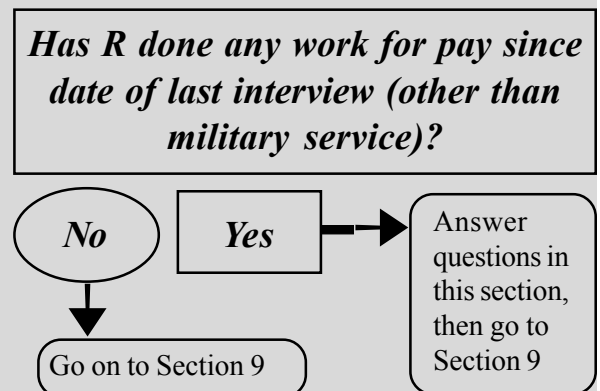 Has R done any work for pay since
date of last interview (other than
military service)?
No
Yes
Answer
questions in
this section,
then go to
Section 9
Go on to Section 9